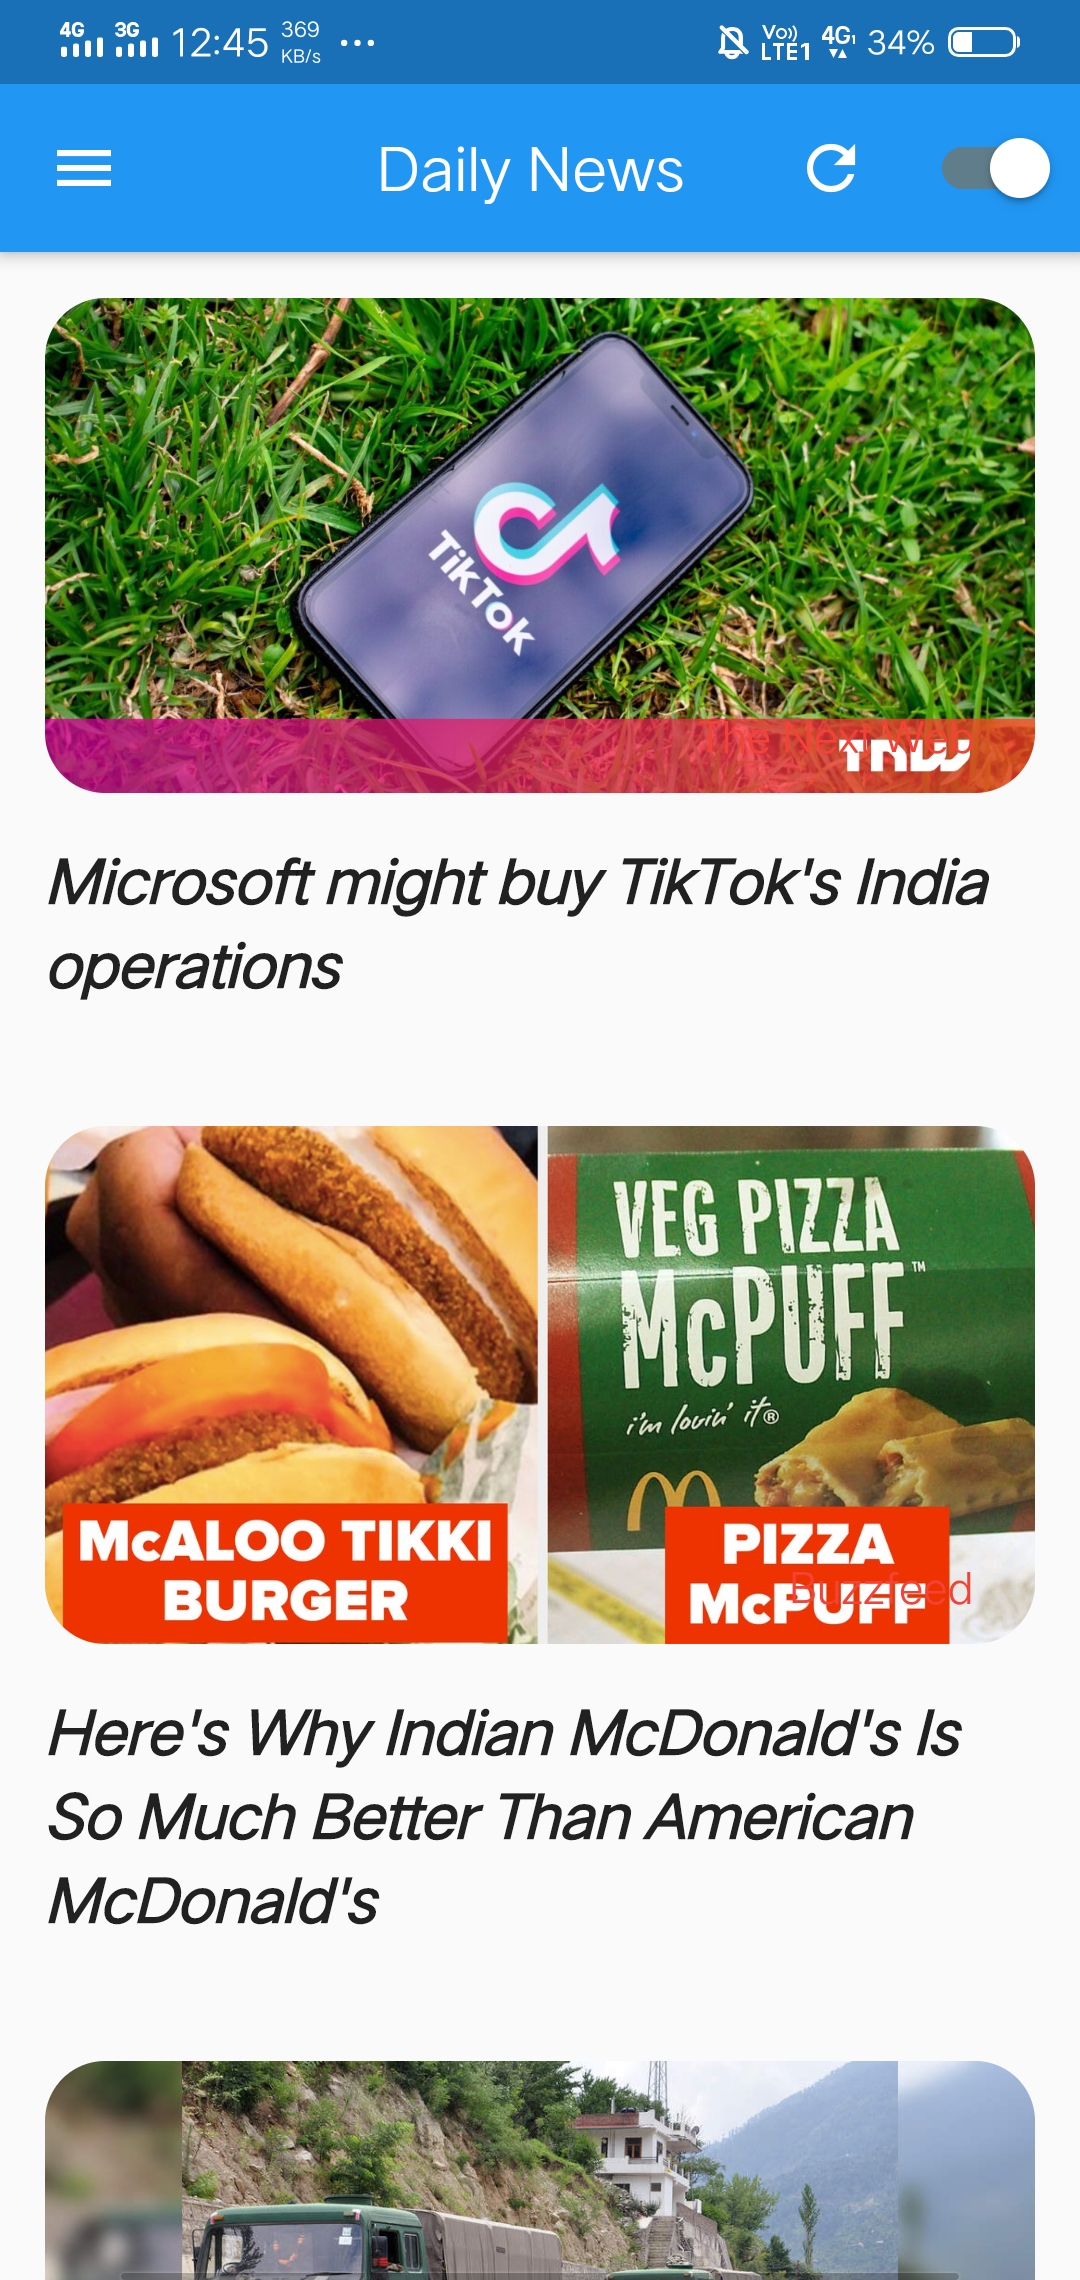 4G 3G 12:45 369 KB/s ... Vo)) LTE1 4G1 34%
Daily News
TikTok
The Next Web
TNW
Microsoft might buy TikTok's India
operations
VEG PIZZA
McPUFF™
i'm lovin' it®
McALOO TIKKI
BURGER
PIZZA
McPUFF
Buzzfeed
Here's Why Indian McDonald's Is
So Much Better Than American
McDonald's